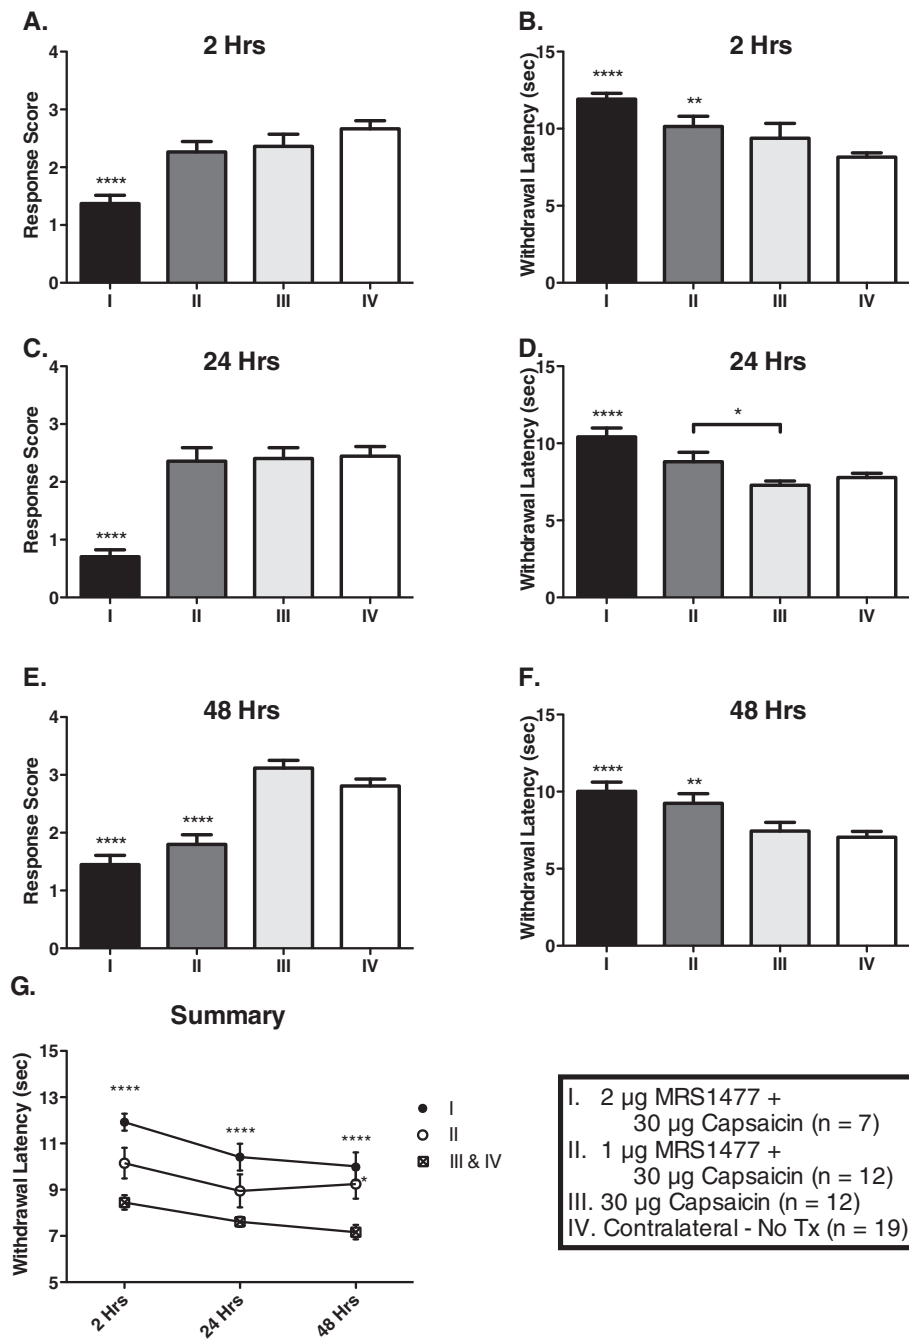 A.
2 Hrs
Response Score
4
3
2
1
0
****
I
II
III
IV
B.
2 Hrs
Withdrawal Latency (sec)
15
10
5
0
****
**
I
II
III
IV
C.
24 Hrs
Response Score
4
3
2
1
0
****
I
II
III
IV
D.
24 Hrs
Withdrawal Latency (sec)
15
10
5
0
****
*
I
II
III
IV
E.
48 Hrs
Response Score
4
3
2
1
0
****
****
I
II
III
IV
F.
48 Hrs
Withdrawal Latency (sec)
15
10
5
0
****
**
I
II
III
IV
G.
Summary
Withdrawal Latency (sec)
15
13
11
9
7
5
****
****
****
*
2 Hrs
24 Hrs
48 Hrs
I
II
III & IV
I. 2 µg MRS1477 +
30 µg Capsaicin (n = 7)
II. 1 µg MRS1477 +
30 µg Capsaicin (n = 12)
III. 30 µg Capsaicin (n = 12)
IV. Contralateral - No Tx (n = 19)